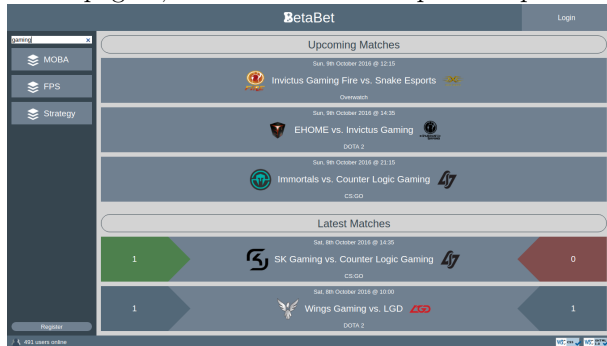 BetaBet
Login
gaming x
MOBA
FPS
Strategy
Upcoming Matches
Sun, 9th October 2016 @ 12:15
Invictus Gaming Fire vs. Snake Esports
Overwatch
Sun, 9th October 2016 @ 14:35
EHOME vs. Invictus Gaming
DOTA 2
Sun, 9th October 2016 @ 21:15
Immortals vs. Counter Logic Gaming
CS:GO
Latest Matches
Sat, 8th October 2016 @ 14:35
1
SK Gaming vs. Counter Logic Gaming
0
CS:GO
Sat, 8th October 2016 @ 10:00
1
Wings Gaming vs. LGD
LGD
1
DOTA 2
Register
491 users online
W3C
W3C